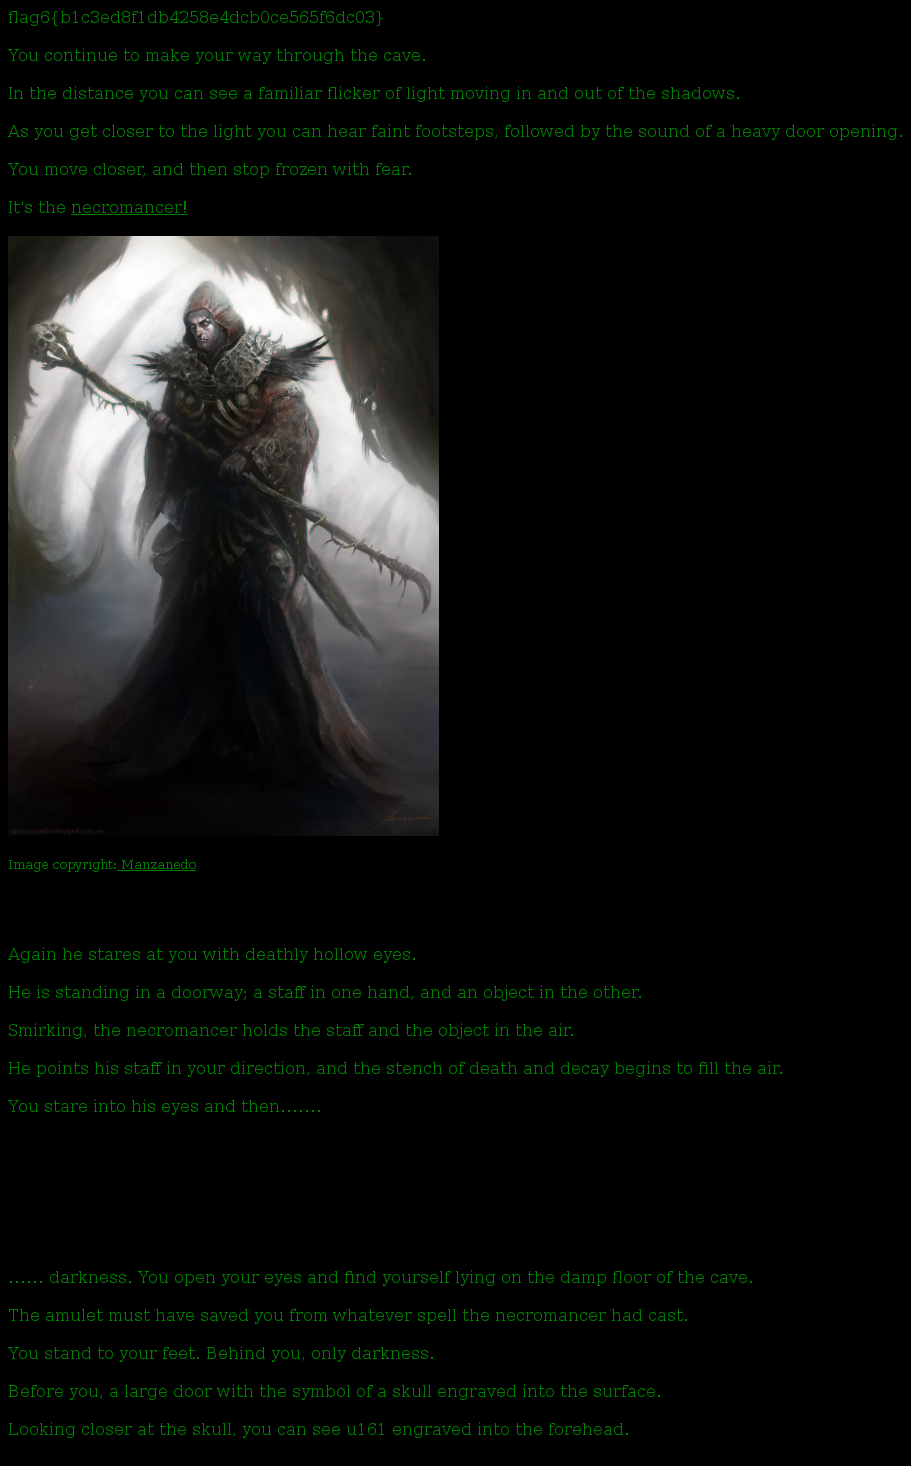 flag6{b1c3ed8f1db4258e4dcb0ce565f6dc03}
You continue to make your way through the cave.
In the distance you can see a familiar flicker of light moving in and out of the shadows.
As you get closer to the light you can hear faint footsteps, followed by the sound of a heavy door opening.
You move closer, and then stop frozen with fear.
It's the necromancer!
Image copyright: Manzanedo
Again he stares at you with deathly hollow eyes.
He is standing in a doorway; a staff in one hand, and an object in the other.
Smirking, the necromancer holds the staff and the object in the air.
He points his staff in your direction, and the stench of death and decay begins to fill the air.
You stare into his eyes and then.......
...... darkness. You open your eyes and find yourself lying on the damp floor of the cave.
The amulet must have saved you from whatever spell the necromancer had cast.
You stand to your feet. Behind you, only darkness.
Before you, a large door with the symbol of a skull engraved into the surface.
Looking closer at the skull, you can see u161 engraved into the forehead.